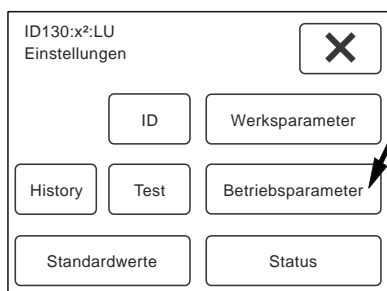 ID130:x²:LU
Einstellungen
ID
Werksparameter
History
Test
Betriebsparameter
Standardwerte
Status